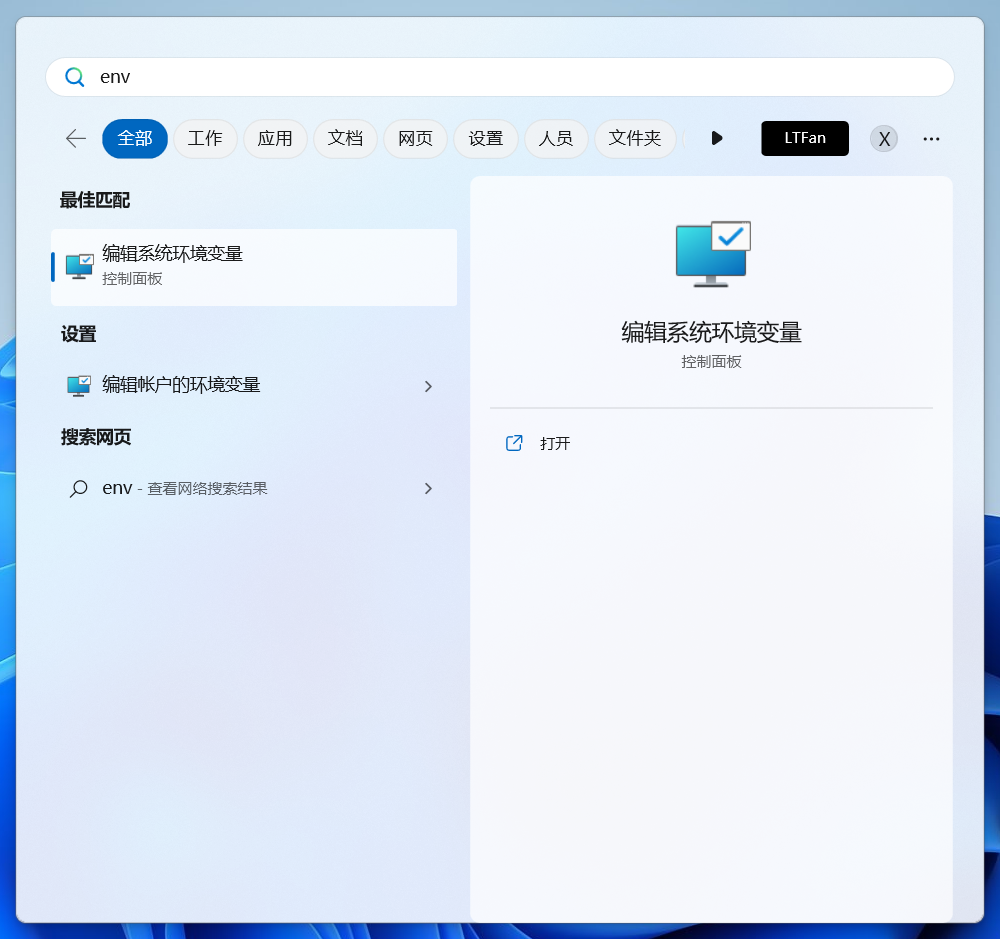 env
全部 工作 应用 文档 网页 设置 人员 文件夹 LTFan X
最佳匹配
编辑系统环境变量
控制面板
设置
编辑帐户的环境变量
搜索网页
env - 查看网络搜索结果
编辑系统环境变量
控制面板
打开